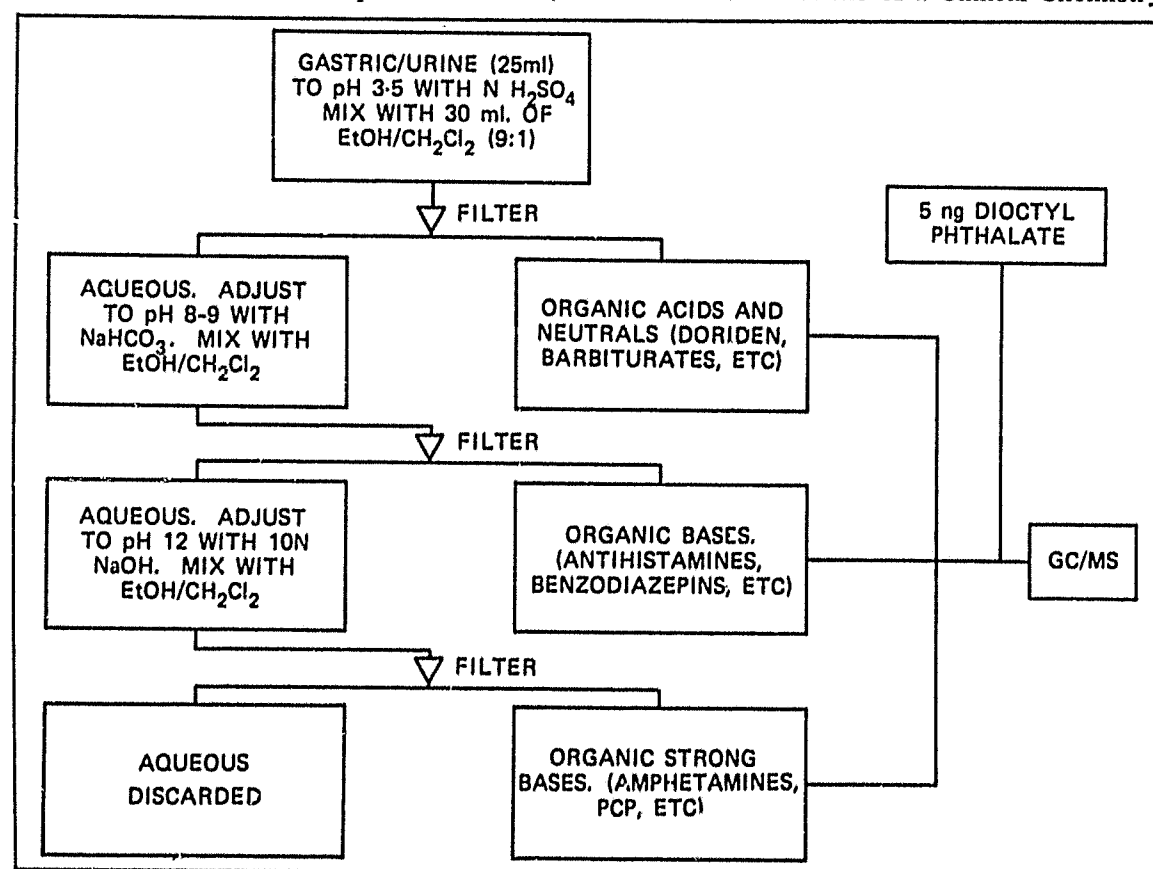 Clinical Chemistry
GASTRIC/URINE (25ml)
TO pH 3·5 WITH N H₂SO₄
MIX WITH 30 ml. OF
EtOH/CH₂Cl₂ (9:1)
FILTER
5 ng DIOCTYL
PHTHALATE
AQUEOUS. ADJUST
TO pH 8-9 WITH
NaHCO₃. MIX WITH
EtOH/CH₂Cl₂
ORGANIC ACIDS AND
NEUTRALS (DORIDEN,
BARBITURATES, ETC)
FILTER
AQUEOUS. ADJUST
TO pH 12 WITH 10N
NaOH. MIX WITH
EtOH/CH₂Cl₂
ORGANIC BASES.
(ANTIHISTAMINES,
BENZODIAZEPINS, ETC)
GC/MS
FILTER
AQUEOUS
DISCARDED
ORGANIC STRONG
BASES. (AMPHETAMINES,
PCP, ETC)